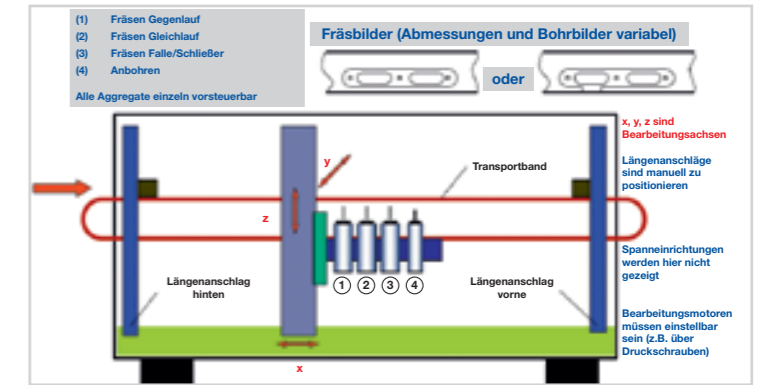 (1) Fräsen Gegenlauf
(2) Fräsen Gleichlauf
(3) Fräsen Falle/Schließer
(4) Anbohren
Alle Aggregate einzeln vorsteuerbar
Fräsbilder (Abmessungen und Bohrbilder variabel)
oder
x, y, z sind
Bearbeitungsachsen
Längenanschläge
sind manuell zu
positionieren
Spanneinrichtungen
werden hier nicht
gezeigt
Bearbeitungsmotoren
müssen einstellbar
sein (z.B. über
Druckschrauben)
y
Transportband
z
Längenanschlag
hinten
1 2 3 4
Längenanschlag
vorne
x